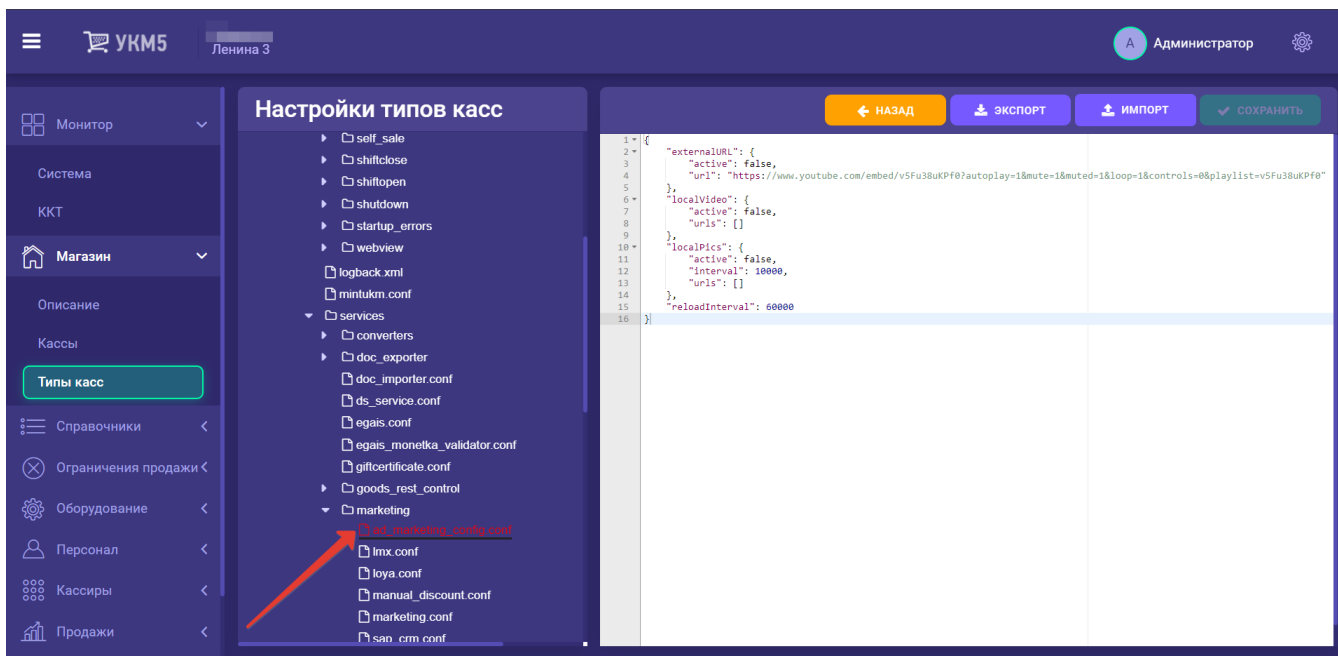 УКМ5
Ленина 3
А
Администратор
Монитор
Система
ККТ
Магазин
Описание
Кассы
Типы касс
Справочники
Ограничения продажи
Оборудование
Персонал
Кассиры
Продажи
Настройки типов касс
self_sale
shiftclose
shiftopen
shutdown
startup_errors
webview
logback.xml
mintukm.conf
services
converters
doc_exporter
doc_importer.conf
ds_service.conf
egais.conf
egais_monetka_validator.conf
giftcertificate.conf
goods_rest_control
marketing
lmx.conf
loya.conf
manual_discount.conf
marketing.conf
sap_crm.conf
НАЗАД
ЭКСПОРТ
ИМПОРТ
СОХРАНИТЬ
1 {
2 "externalURL": {
3 "active": false,
4 "url": "https://www.youtube.com/embed/v5Fu38uKPf0?autoplay=1&mute=1&muted=1&loop=1&controls=0&playlist=v5Fu38uKPf0"
5 },
6 "localVideo": {
7 "active": false,
8 "urls": []
9 },
10 "localPics": {
11 "active": false,
12 "interval": 10000,
13 "urls": []
14 },
15 "reloadInterval": 60000
16 }